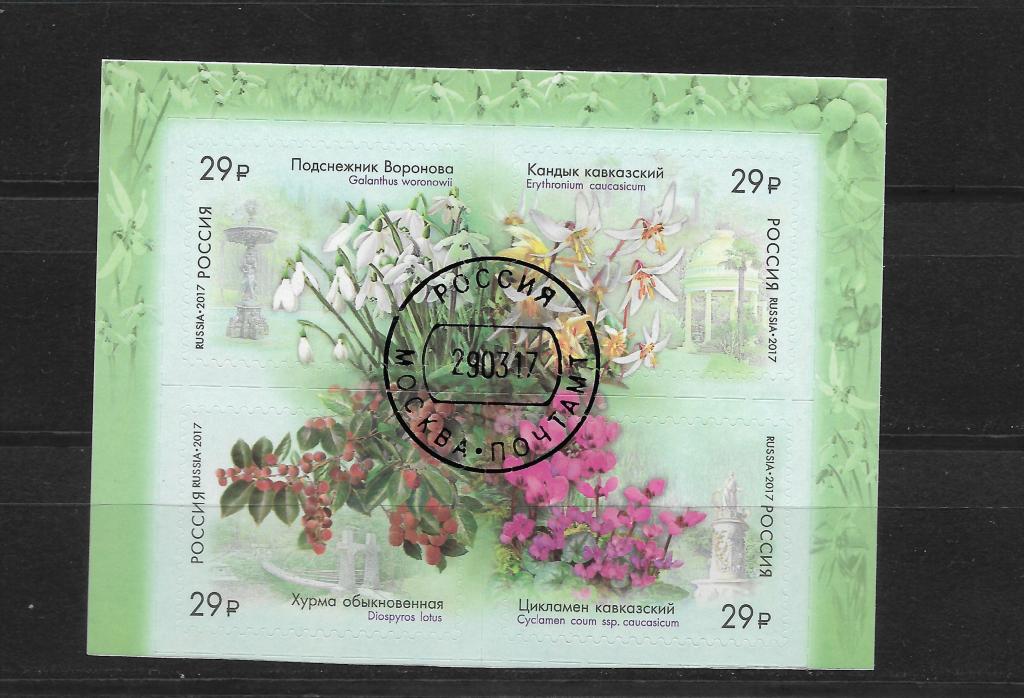 29₽
Подснежник Воронова
Galanthus woronowii
RUSSIA•2017 РОССИЯ
Кандык кавказский
Erythronium caucasicum
29₽
РОССИЯ RUSSIA•2017
РОССИЯ
290317
МОСКВА•ПОЧТАМТ
РОССИЯ RUSSIA•2017
29₽
Хурма обыкновенная
Diospyros lotus
RUSSIA•2017 РОССИЯ
Цикламен кавказский
Cyclamen coum ssp. caucasicum
29₽